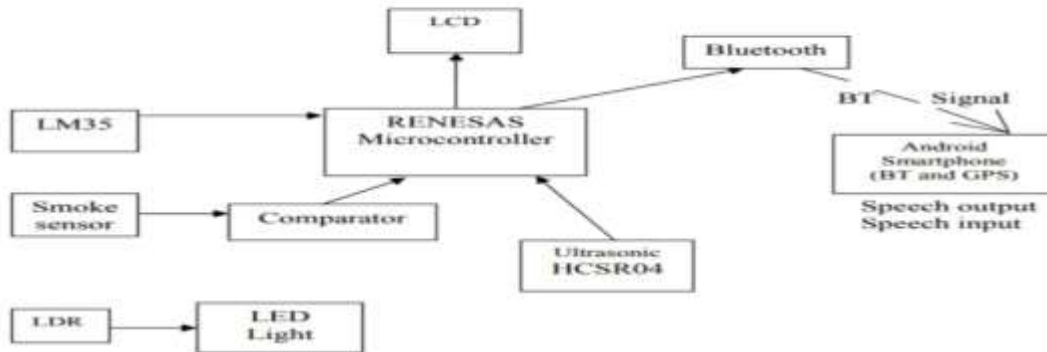 LCD
Bluetooth
BT Signal
LM35
RENESAS
Microcontroller
Android
Smartphone
(BT and GPS)
Speech output
Speech input
Smoke
sensor
Comparator
Ultrasonic
HCSR04
LDR
LED
Light